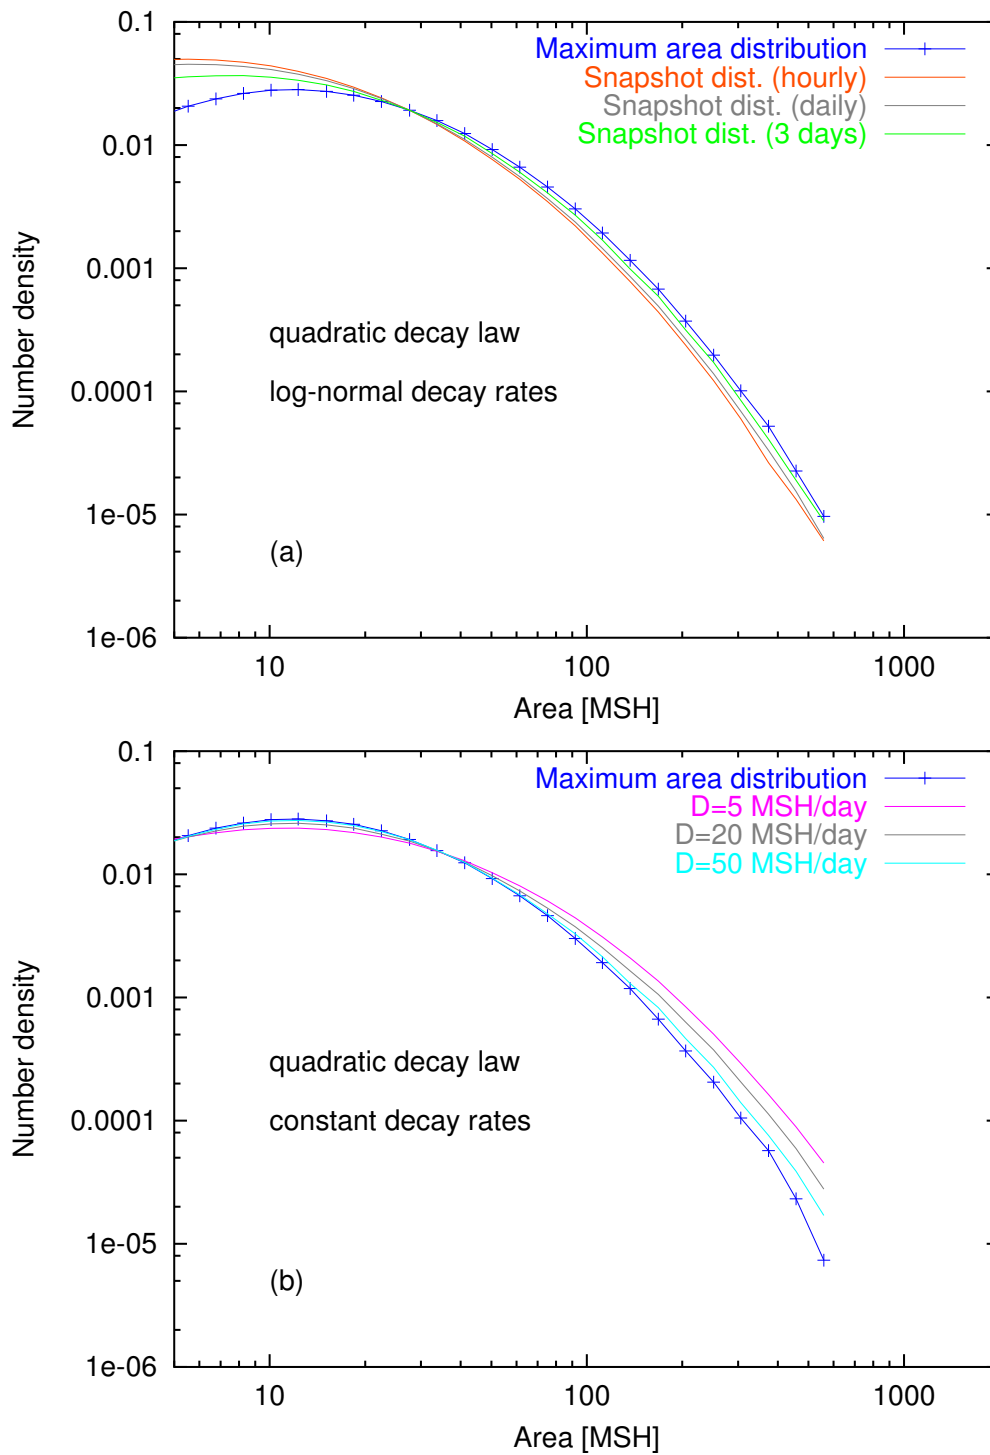 0.1
Maximum area distribution
Snapshot dist. (hourly)
Snapshot dist. (daily)
Snapshot dist. (3 days)
0.01
0.001
0.0001
1e-05
1e-06
Number density
quadratic decay law
log-normal decay rates
(a)
10 100 1000
Area [MSH]
0.1
Maximum area distribution
D=5 MSH/day
D=20 MSH/day
D=50 MSH/day
0.01
0.001
0.0001
1e-05
1e-06
Number density
quadratic decay law
constant decay rates
(b)
10 100 1000
Area [MSH]